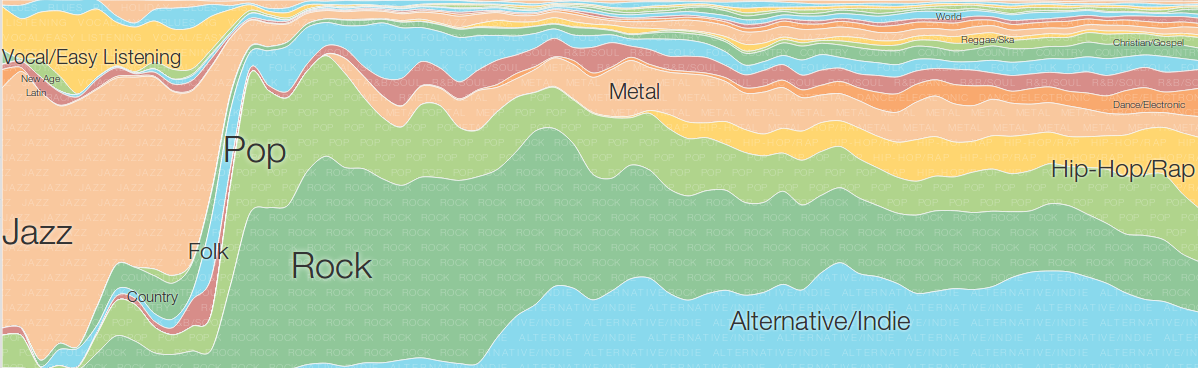 World
Reggae/Ska
Christian/Gospel
Vocal/Easy Listening
New Age
Latin
Metal
Dance/Electronic
Pop
Hip-Hop/Rap
Jazz
Folk
Rock
Country
Alternative/Indie